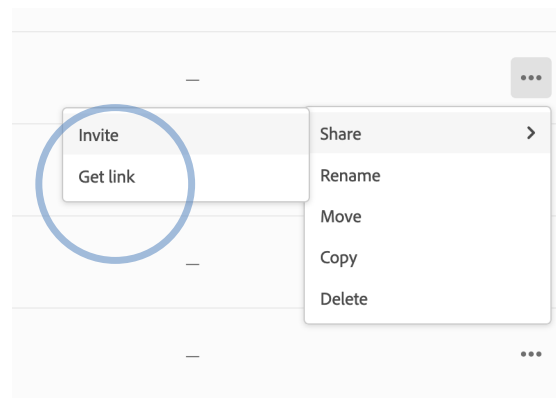 —
Invite
Get link
Share
Rename
Move
Copy
Delete
—
—